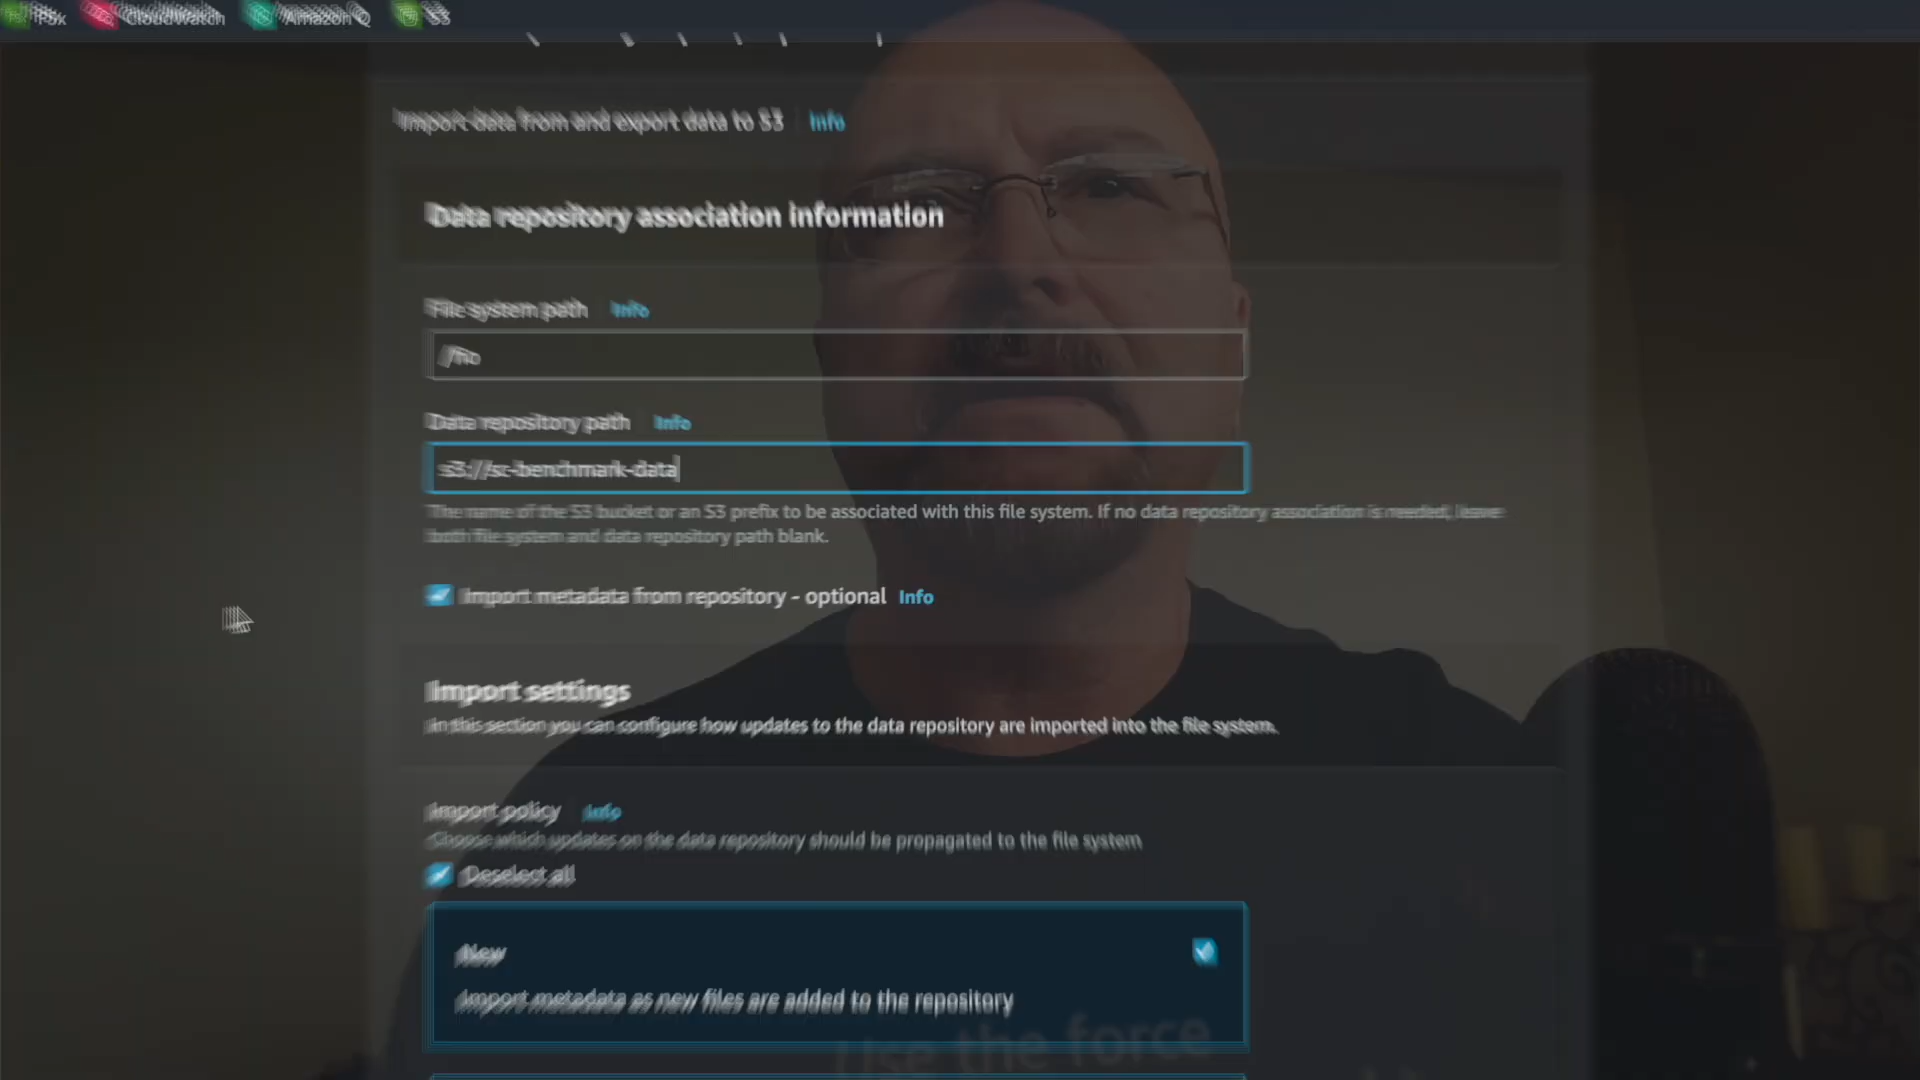 FSx CloudWatch Amazon Q S3
Import data from and export data to S3 Info
Data repository association information
File system path Info
Data repository path Info
s3://sc-benchmark-data
The name of the S3 bucket or an S3 prefix to be associated with this file system. If no data repository association is needed, leave
both file system and data repository path blank.
Import metadata from repository - optional Info
Import settings
In this section you can configure how updates to the data repository are imported into the file system.
Import policy Info
Choose which updates on the data repository should be propagated to the file system
Deselect all
New
Import metadata as new files are added to the repository
Use the force